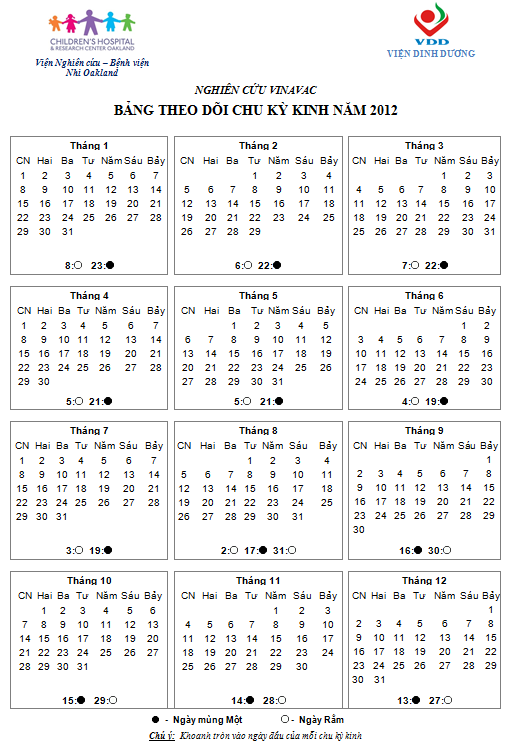 CHILDREN'S HOSPITAL
& RESEARCH CENTER OAKLAND
Viện Nghiên cứu – Bệnh viện
Nhi Oakland
VDD
VIỆN DINH DƯỠNG
NGHIÊN CỨU VINAVAC
BẢNG THEO DÕI CHU KỲ KINH NĂM 2012
Tháng 1
CN Hai Ba Tư Năm Sáu Bảy
1 2 3 4 5 6 7
8 9 10 11 12 13 14
15 16 17 18 19 20 21
22 23 24 25 26 27 28
29 30 31
8:○ 23:●
Tháng 2
CN Hai Ba Tư Năm Sáu Bảy
1 2 3 4
5 6 7 8 9 10 11
12 13 14 15 16 17 18
19 20 21 22 23 24 25
26 27 28 29
6:○ 22:●
Tháng 3
CN Hai Ba Tư Năm Sáu Bảy
1 2 3
4 5 6 7 8 9 10
11 12 13 14 15 16 17
18 19 20 21 22 23 24
25 26 27 28 29 30 31
7:○ 22:●
Tháng 4
CN Hai Ba Tư Năm Sáu Bảy
1 2 3 4 5 6 7
8 9 10 11 12 13 14
15 16 17 18 19 20 21
22 23 24 25 26 27 28
29 30
5:○ 21:●
Tháng 5
CN Hai Ba Tư Năm Sáu Bảy
1 2 3 4 5
6 7 8 9 10 11 12
13 14 15 16 17 18 19
20 21 22 23 24 25 26
27 28 29 30 31
5:○ 21:●
Tháng 6
CN Hai Ba Tư Năm Sáu Bảy
1 2
3 4 5 6 7 8 9
10 11 12 13 14 15 16
17 18 19 20 21 22 23
24 25 26 27 28 29 30
4:○ 19:●
Tháng 7
CN Hai Ba Tư Năm Sáu Bảy
1 2 3 4 5 6 7
8 9 10 11 12 13 14
15 16 17 18 19 20 21
22 23 24 25 26 27 28
29 30 31
3:○ 19:●
Tháng 8
CN Hai Ba Tư Năm Sáu Bảy
1 2 3 4
5 6 7 8 9 10 11
12 13 14 15 16 17 18
19 20 21 22 23 24 25
26 27 28 29 30 31
2:○ 17:● 31:○
Tháng 9
CN Hai Ba Tư Năm Sáu Bảy
1
2 3 4 5 6 7 8
9 10 11 12 13 14 15
16 17 18 19 20 21 22
23 24 25 26 27 28 29
30
16:● 30:○
Tháng 10
CN Hai Ba Tư Năm Sáu Bảy
1 2 3 4 5 6
7 8 9 10 11 12 13
14 15 16 17 18 19 20
21 22 23 24 25 26 27
28 29 30 31
15:● 29:○
Tháng 11
CN Hai Ba Tư Năm Sáu Bảy
1 2 3
4 5 6 7 8 9 10
11 12 13 14 15 16 17
18 19 20 21 22 23 24
25 26 27 28 29 30
14:● 28:○
Tháng 12
CN Hai Ba Tư Năm Sáu Bảy
1
2 3 4 5 6 7 8
9 10 11 12 13 14 15
16 17 18 19 20 21 22
23 24 25 26 27 28 29
30 31
13:● 27:○
● - Ngày mùng Một ○ - Ngày Rằm
Chú ý: Khoanh tròn vào ngày đầu của mỗi chu kỳ kinh